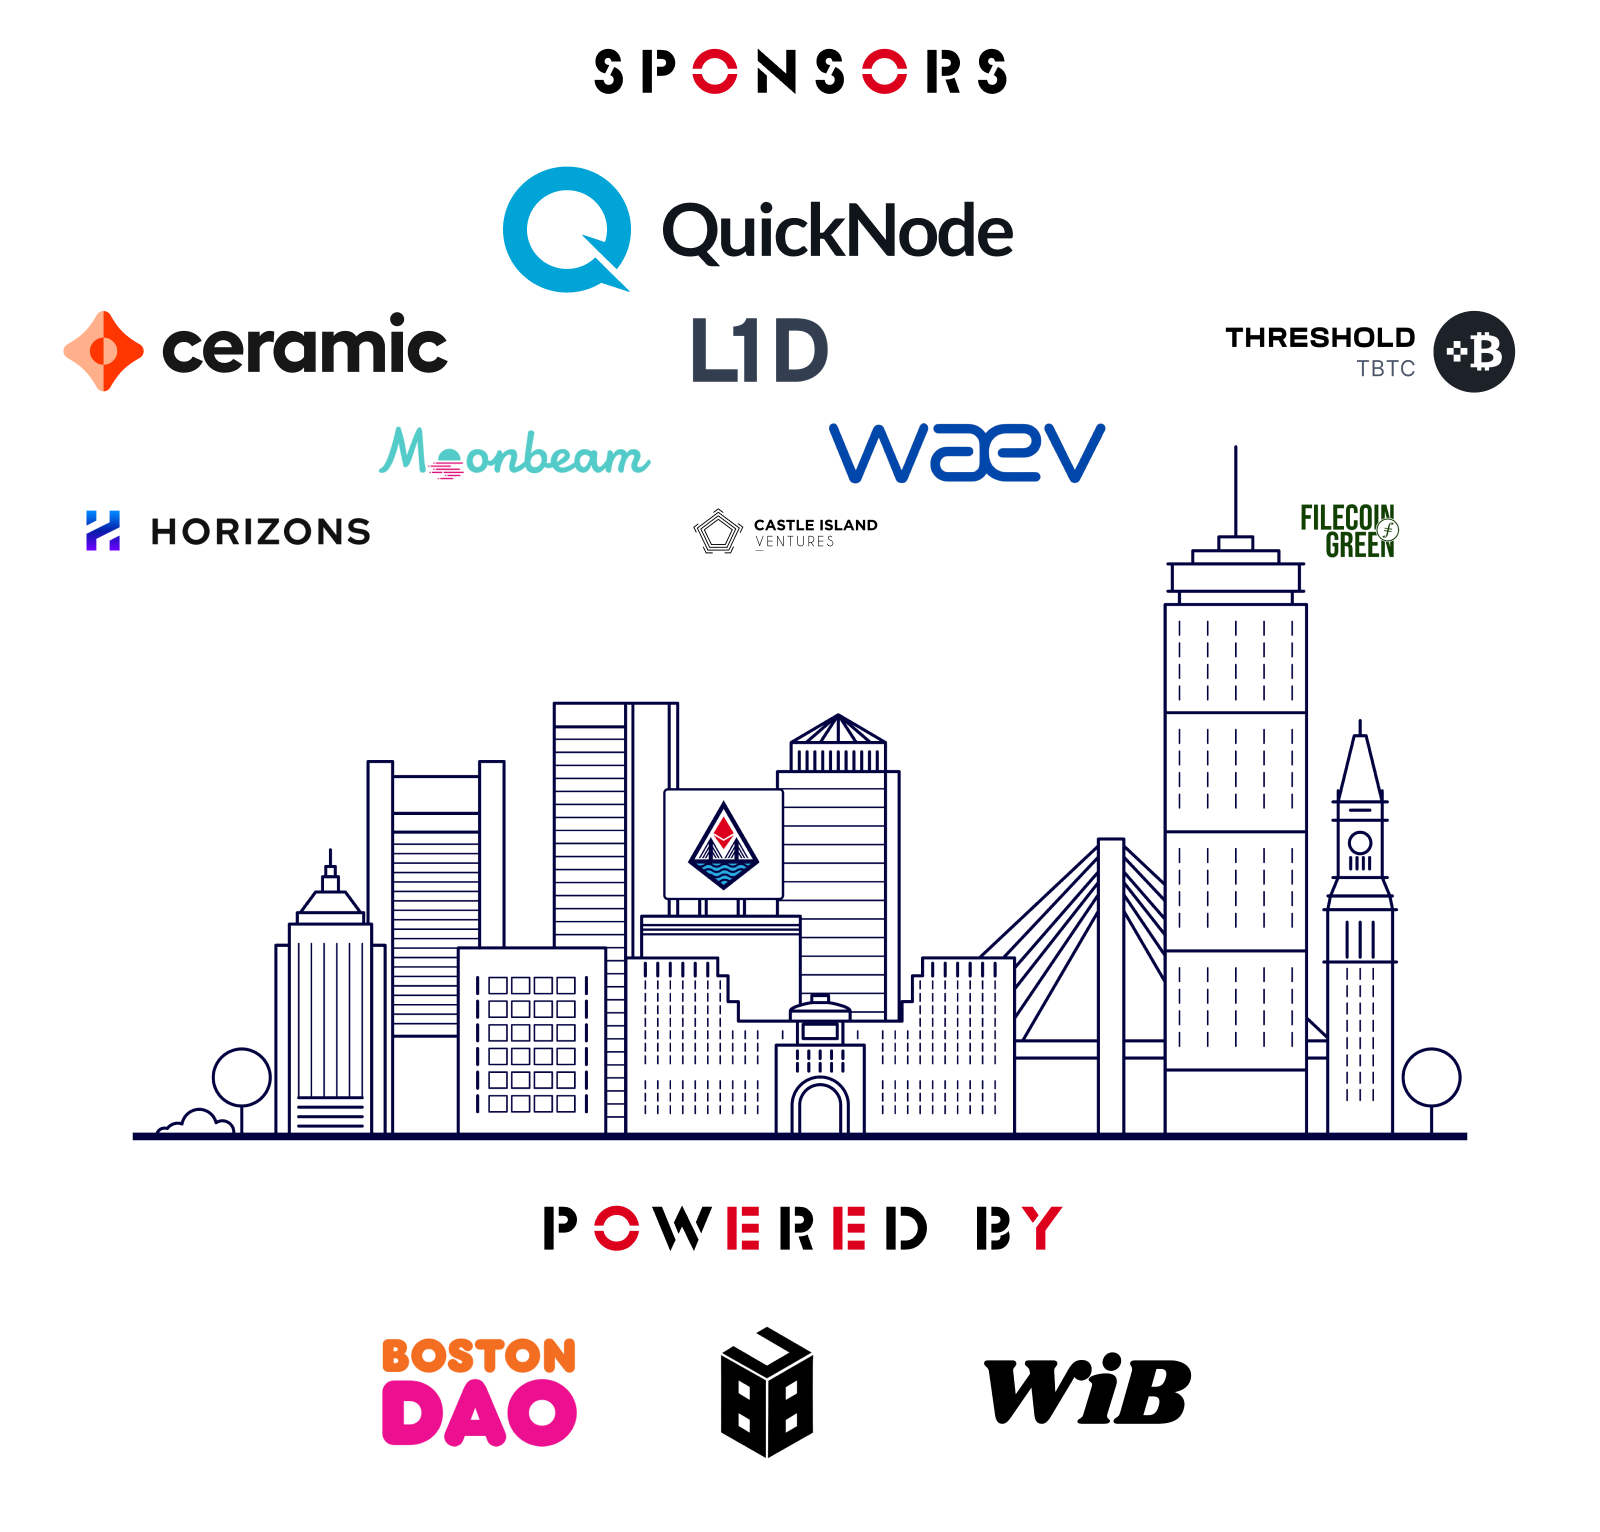 SPONSORS
QuickNode
ceramic
L1D
THRESHOLD
TBTC
Moonbeam
waev
HORIZONS
CASTLE ISLAND
VENTURES
FILECOIN
GREEN
POWERED BY
BOSTON
DAO
WiB